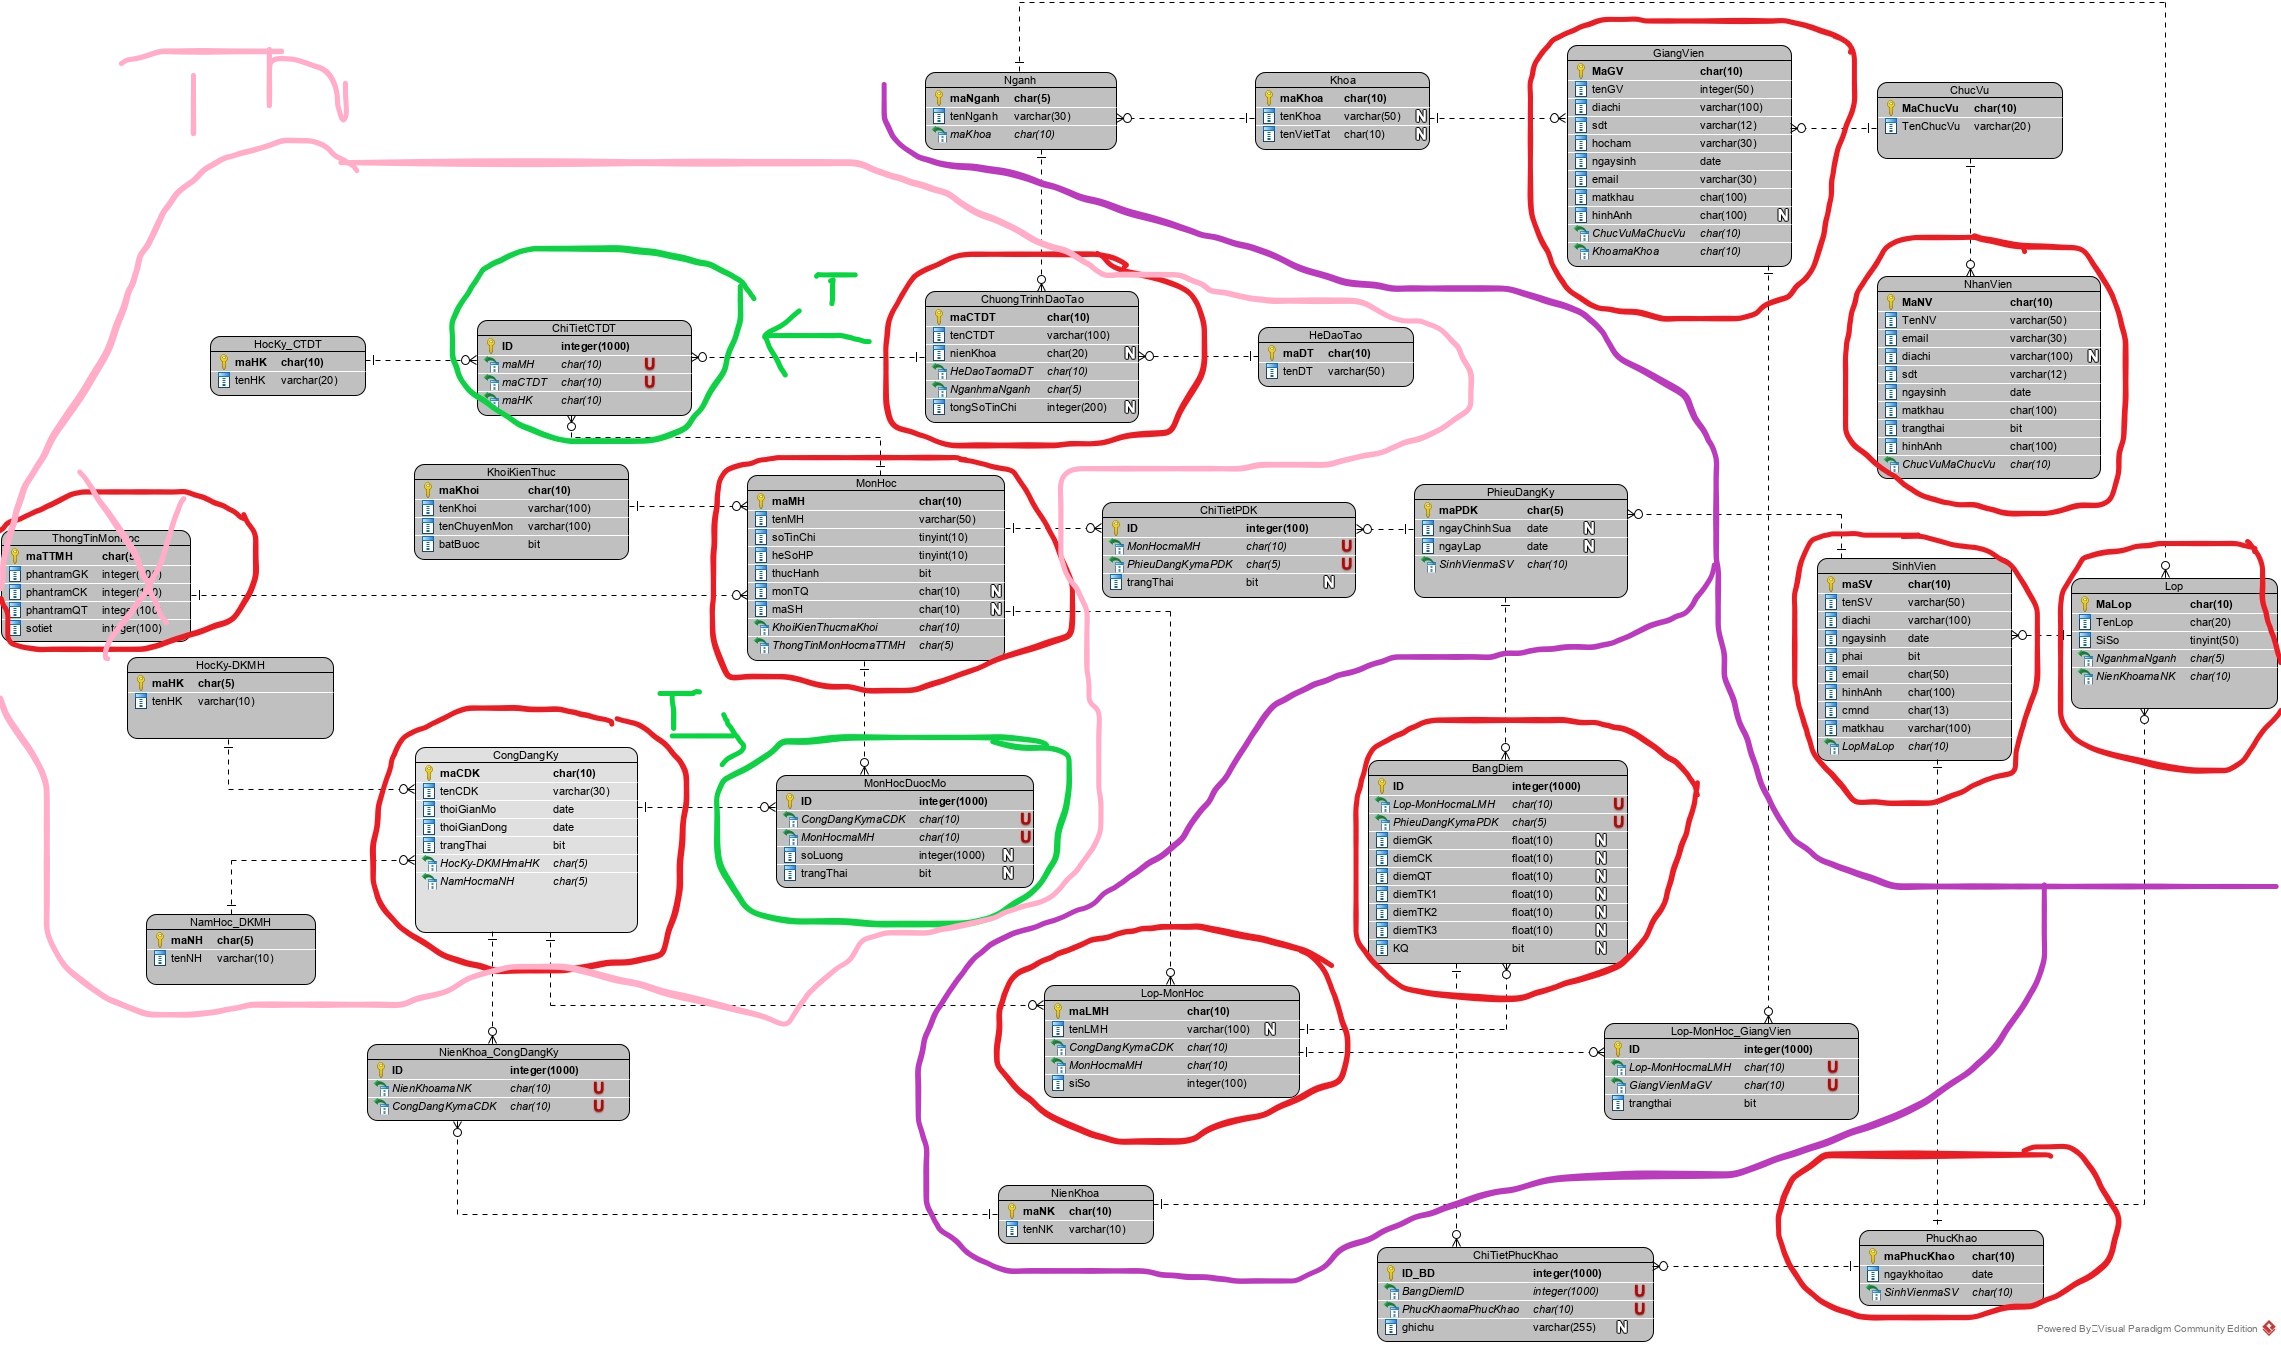 Nganh
maNganh char(5)
tenNganh varchar(30)
maKhoa char(10)
Khoa
maKhoa char(10)
tenKhoa varchar(50) N
tenVietTat char(10) N
GiangVien
MaGV char(10)
tenGV integer(50)
diachi varchar(100)
sdt varchar(12)
hocham varchar(30)
ngaysinh date
email varchar(30)
matkhau char(100)
hinhAnh char(100) N
ChucVuMaChucVu char(10)
KhoamaKhoa char(10)
ChucVu
MaChucVu char(10)
TenChucVu varchar(20)
NhanVien
MaNV char(10)
TenNV varchar(50)
email varchar(30)
diachi varchar(100) N
sdt varchar(12)
ngaysinh date
matkhau char(100)
trangthai bit
hinhAnh char(100)
ChucVuMaChucVu char(10)
HocKy_CTDT
maHK char(10)
tenHK varchar(20)
ChiTietCTDT
ID integer(1000)
maMH char(10) U
maCTDT char(10) U
maHK char(10)
T
ChuongTrinhDaoTao
maCTDT char(10)
tenCTDT varchar(100)
nienKhoa char(20) N
HeDaoTaomaDT char(10)
NganhmaNganh char(5)
tongSoTinChi integer(200) N
HeDaoTao
maDT char(10)
tenDT varchar(50)
KhoiKienThuc
maKhoi char(10)
tenKhoi varchar(100)
tenChuyenMon varchar(100)
batBuoc bit
MonHoc
maMH char(10)
tenMH varchar(50)
soTinChi tinyint(10)
heSoHP tinyint(10)
thucHanh bit
monTQ char(10) N
maSH char(10) N
KhoiKienThucmaKhoi char(10)
ThongTinMonHocmaTTMH char(5)
ChiTietPDK
ID integer(100)
MonHocmaMH char(10) U
PhieuDangKymaPDK char(5) U
trangThai bit N
PhieuDangKy
maPDK char(5)
ngayChinhSua date N
ngayLap date N
SinhVienmaSV char(10)
SinhVien
maSV char(10)
tenSV varchar(50)
diachi varchar(100)
ngaysinh date
phai bit
email char(50)
hinhAnh char(100)
cmnd char(13)
matkhau varchar(100)
LopMaLop char(10)
Lop
MaLop char(10)
TenLop char(20)
SiSo tinyint(50)
NganhmaNganh char(5)
NienKhoamaNK char(10)
ThongTinMonHoc
maTTMH
phantramGK
phantramCK
phantramQT
sotiet integer(100)
HocKy-DKMH
maHK char(5)
tenHK varchar(10)
CongDangKy
maCDK char(10)
tenCDK varchar(30)
thoiGianMo date
thoiGianDong date
trangThai bit
HocKy-DKMHmaHK char(5)
NamHocmaNH char(5)
MonHocDuocMo
ID integer(1000)
CongDangKymaCDK char(10) U
MonHocmaMH char(10) U
soLuong integer(1000) N
trangThai bit N
BangDiem
ID integer(1000)
Lop-MonHocmaLMH char(10) U
PhieuDangKymaPDK char(5) U
diemGK float(10) N
diemCK float(10) N
diemQT float(10) N
diemTK1 float(10) N
diemTK2 float(10) N
diemTK3 float(10) N
KQ bit N
NamHoc_DKMH
maNH char(5)
tenNH varchar(10)
Lop-MonHoc
maLMH char(10)
tenLMH varchar(100) N
CongDangKymaCDK char(10)
MonHocmaMH char(10)
siSo integer(100)
Lop-MonHoc_GiangVien
ID integer(1000)
Lop-MonHocmaLMH char(10) U
GiangVienMaGV char(10) U
trangthai bit
NienKhoa_CongDangKy
ID integer(1000)
NienKhoamaNK char(10) U
CongDangKymaCDK char(10) U
NienKhoa
maNK char(10)
tenNK varchar(10)
ChiTietPhucKhao
ID_BD integer(1000)
BangDiemID integer(1000) U
PhucKhaomaPhucKhao char(10) U
ghichu varchar(255) N
PhucKhao
maPhucKhao char(10)
ngaykhoitao date
SinhVienmaSV char(10)
Powered By Visual Paradigm Community Edition